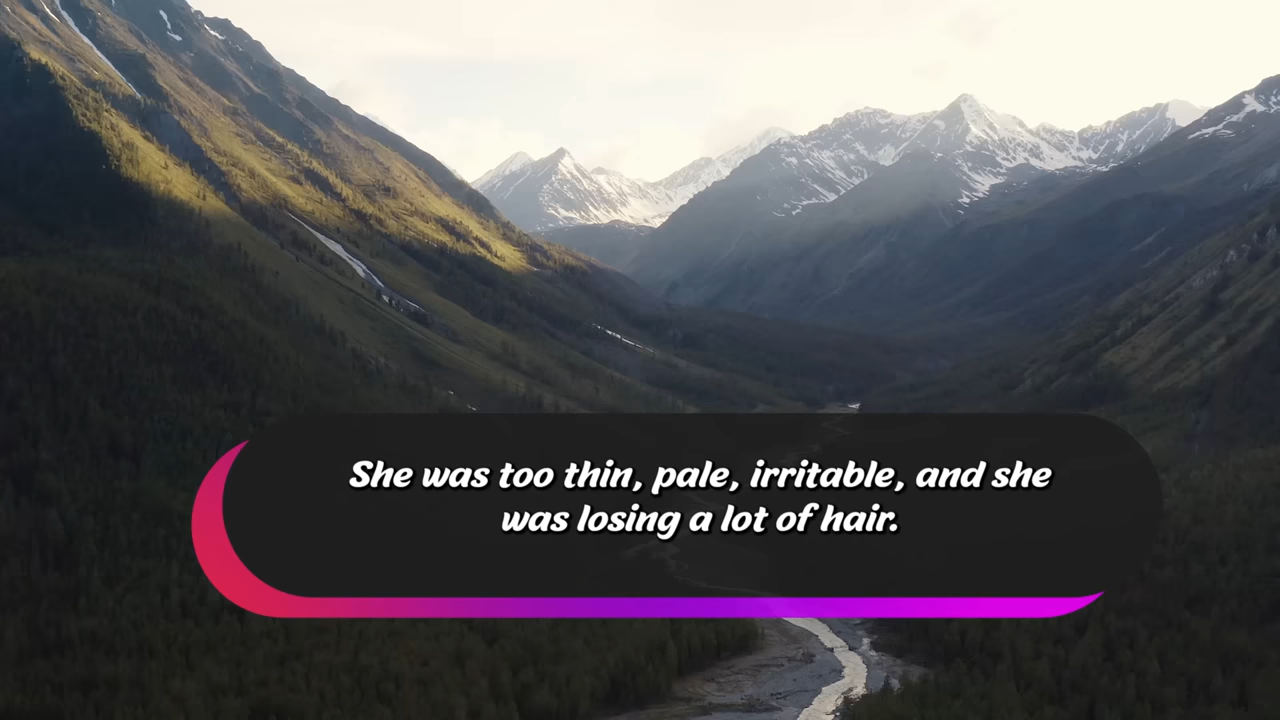 She was too thin, pale, irritable, and she
was losing a lot of hair.